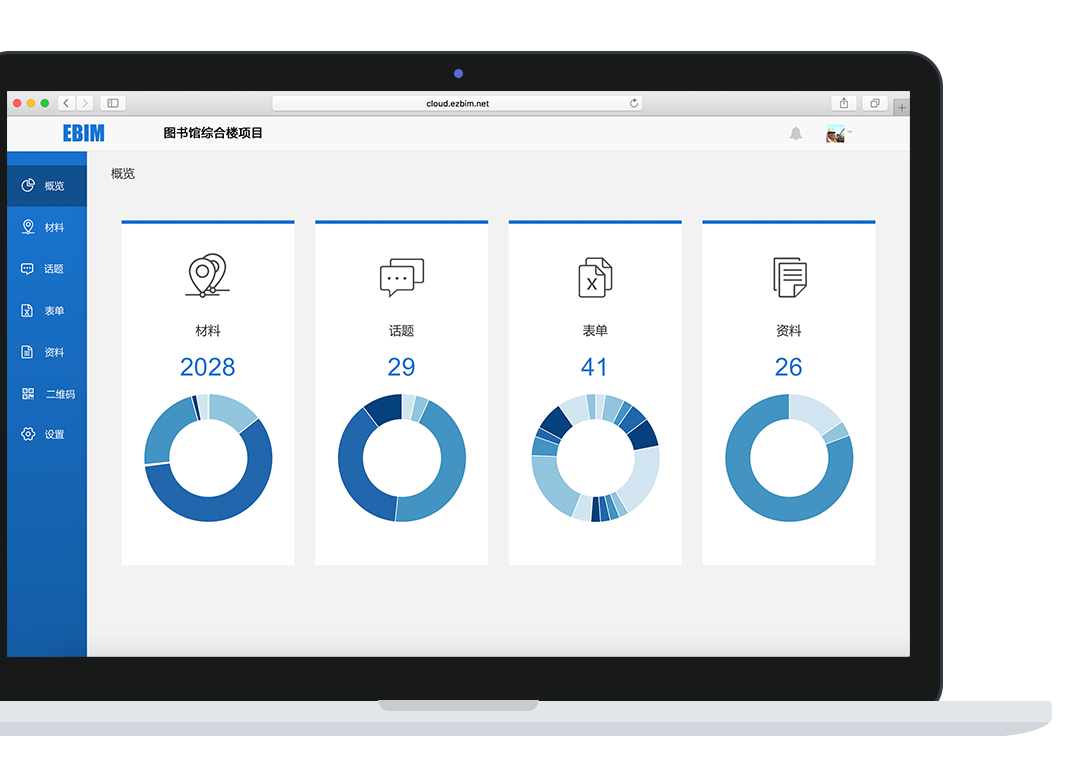 cloud.ezbim.net
EBIM
图书馆综合楼项目
概览
材料
话题
表单
资料
二维码
设置
概览
材料
2028
话题
29
X
表单
41
资料
26